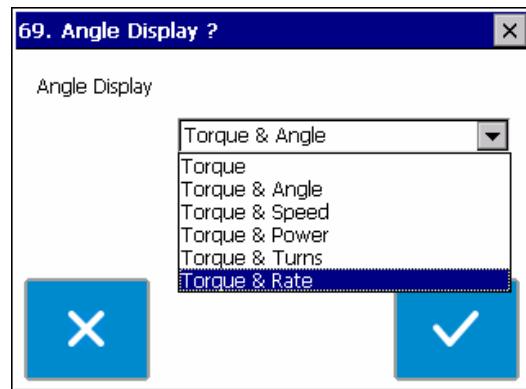 69. Angle Display ?
Angle Display
Torque & Angle
Torque
Torque & Angle
Torque & Speed
Torque & Power
Torque & Turns
Torque & Rate